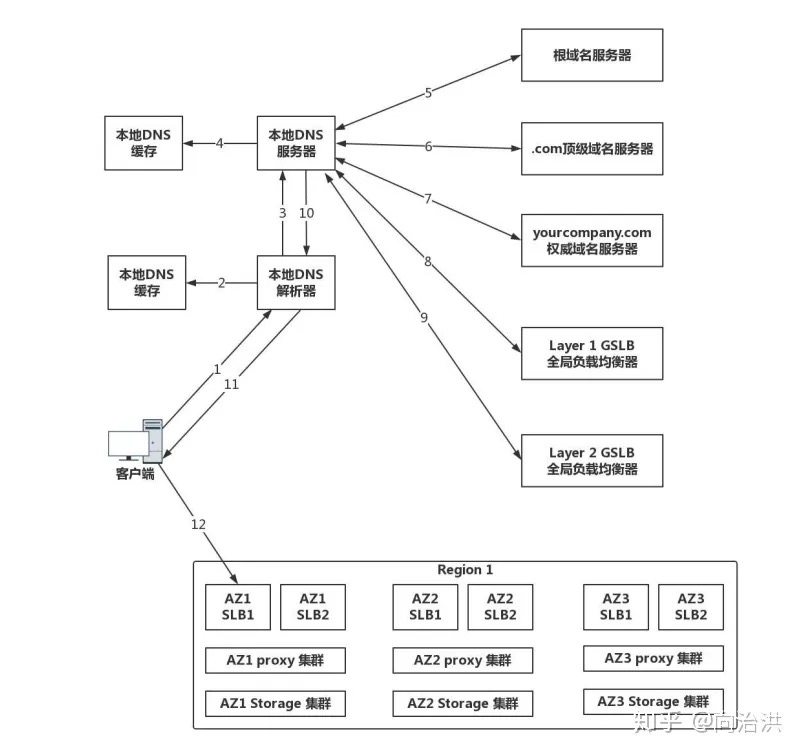 根域名服务器
5
本地DNS
缓存
4
本地DNS
服务器
6
.com顶级域名服务器
7
yourcompany.com
权威域名服务器
3
10
8
本地DNS
缓存
2
本地DNS
解析器
9
Layer 1 GSLB
全局负载均衡器
1
11
Layer 2 GSLB
全局负载均衡器
客户端
12
Region 1
AZ1
SLB1
AZ1
SLB2
AZ2
SLB1
AZ2
SLB2
AZ3
SLB1
AZ3
SLB2
AZ1 proxy 集群
AZ2 proxy 集群
AZ3 proxy 集群
AZ1 Storage 集群
AZ2 Storage 集群
AZ3 Storage 集群
知乎 @向治洪